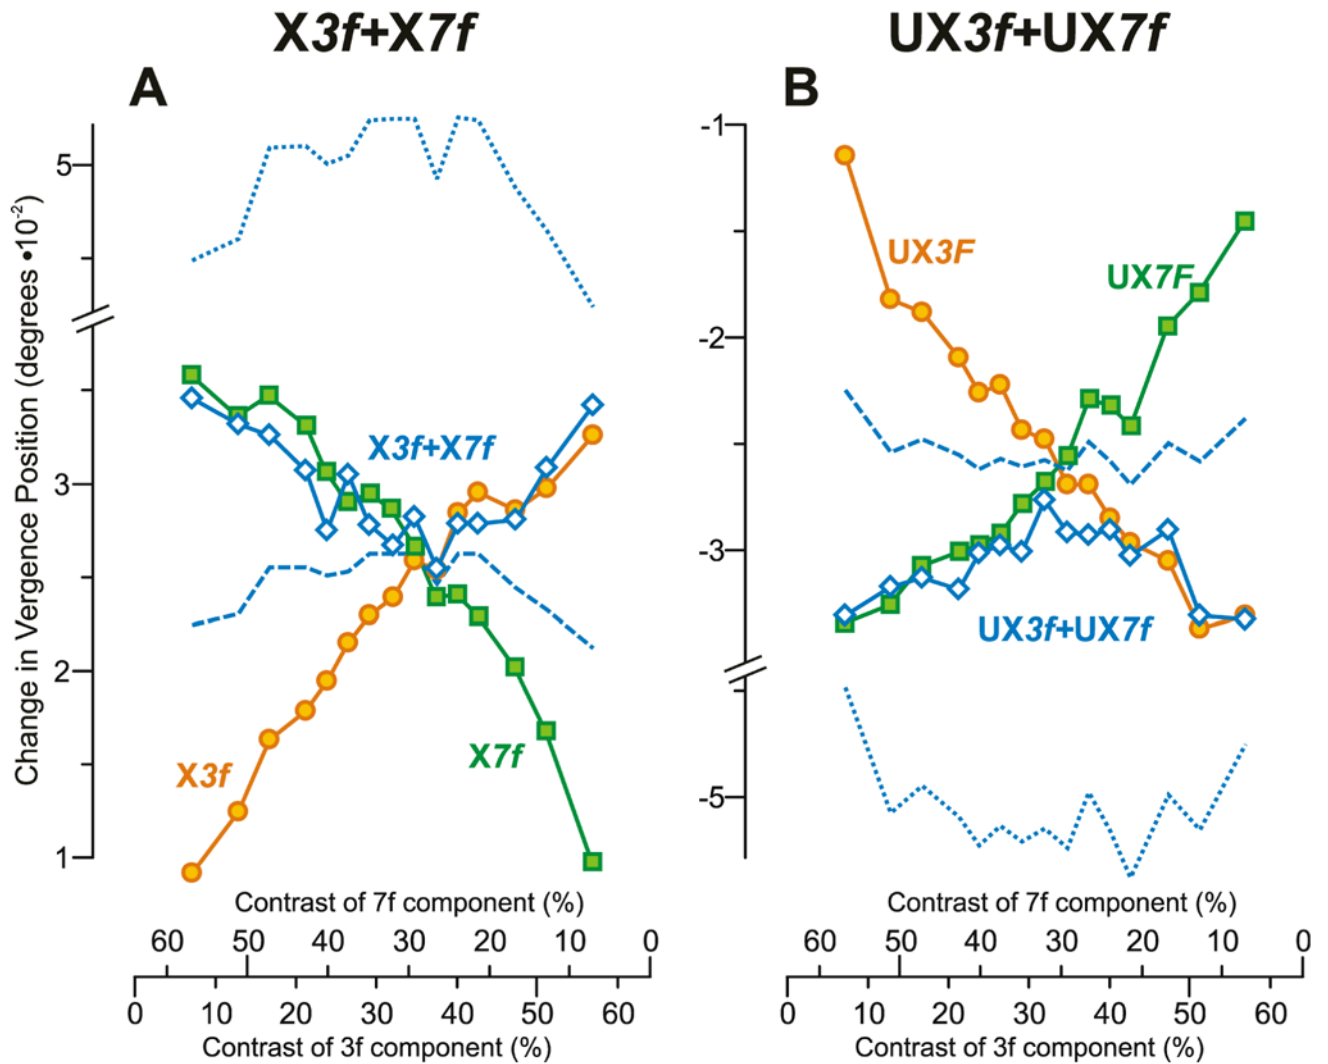 X3f+X7f
UX3f+UX7f
A
B
Change in Vergence Position (degrees •10⁻²)
5
3
2
1
X3f+X7f
X3f
X7f
Contrast of 7f component (%)
60 50 40 30 20 10 0
0 10 20 30 40 50 60
Contrast of 3f component (%)
-1
-2
-3
-5
UX3F
UX7F
UX3f+UX7f
Contrast of 7f component (%)
60 50 40 30 20 10 0
0 10 20 30 40 50 60
Contrast of 3f component (%)